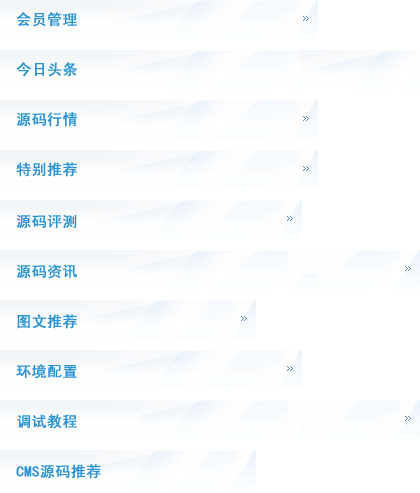 会员管理 »
今日头条
源码行情 »
特别推荐 »
源码评测 »
源码资讯 »
图文推荐 »
环境配置 »
调试教程 »
CMS源码推荐